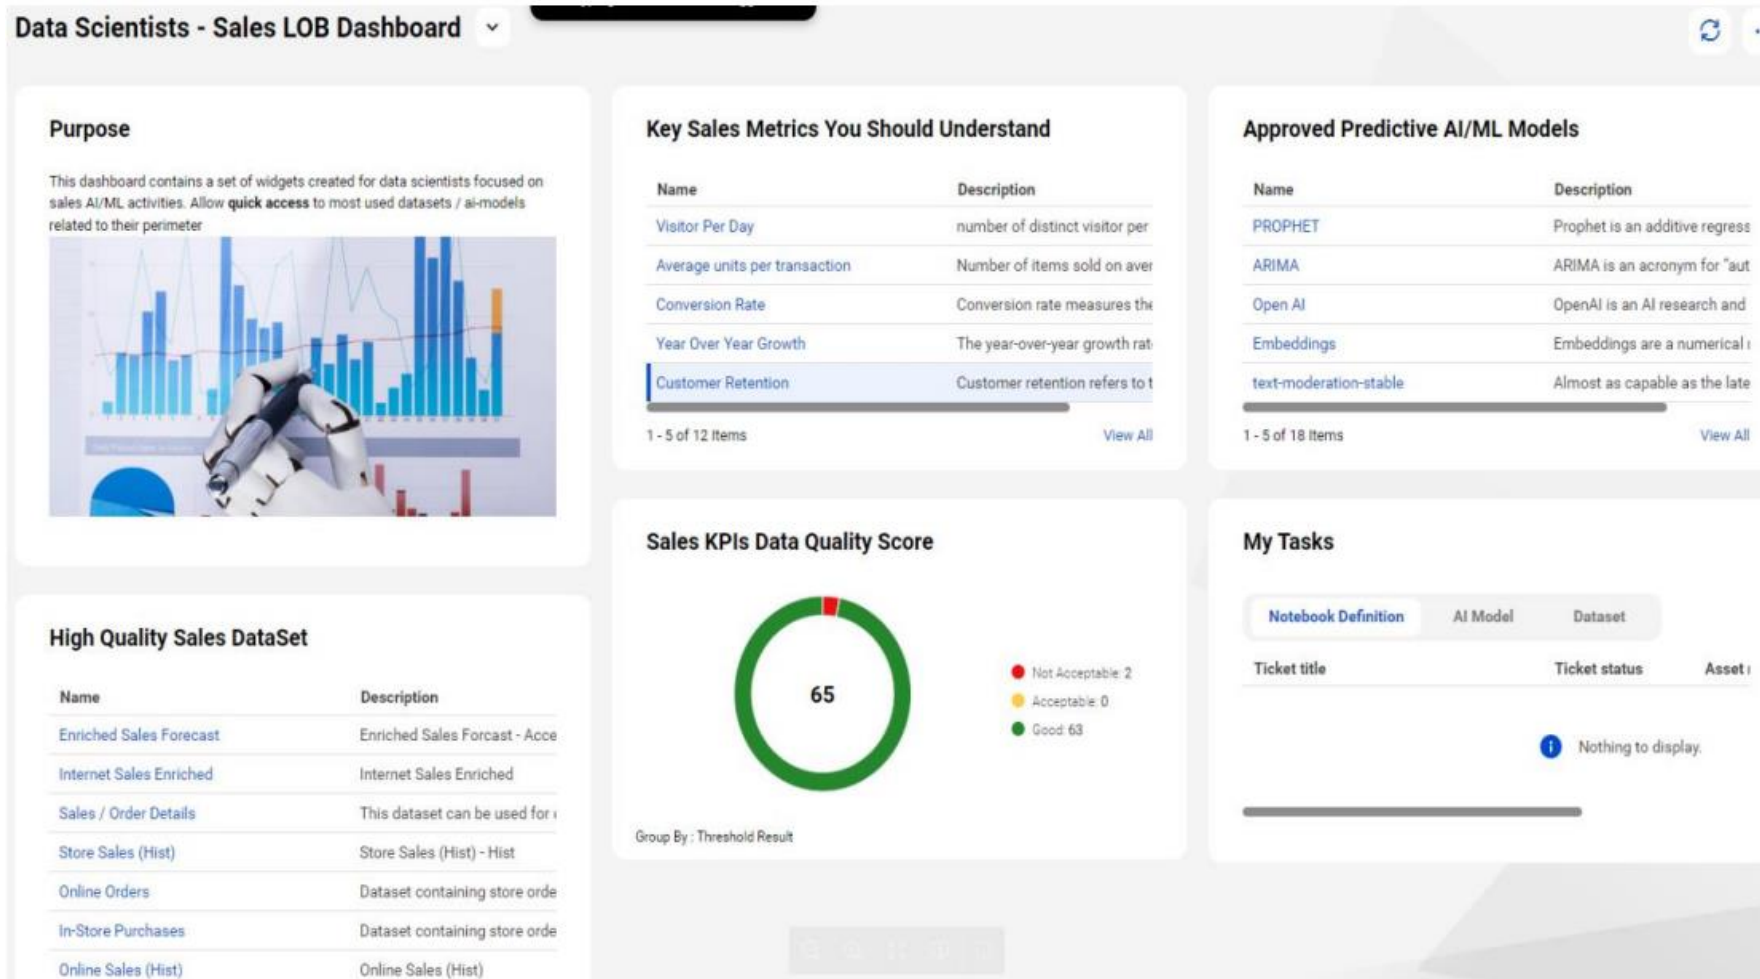 Data Scientists - Sales LOB Dashboard
Purpose
This dashboard contains a set of widgets created for data scientists focused on
sales AI/ML activities. Allow quick access to most used datasets / ai-models
related to their perimeter
Key Sales Metrics You Should Understand
Name Description
Visitor Per Day number of distinct visitor per
Average units per transaction Number of items sold on aver
Conversion Rate Conversion rate measures the
Year Over Year Growth The year-over-year growth rat
Customer Retention Customer retention refers to t
1 - 5 of 12 Items View All
Approved Predictive AI/ML Models
Name Description
PROPHET Prophet is an additive regress
ARIMA ARIMA is an acronym for "aut
Open AI OpenAI is an AI research and
Embeddings Embeddings are a numerical
text-moderation-stable Almost as capable as the late
1 - 5 of 18 Items View All
High Quality Sales DataSet
Name Description
Enriched Sales Forecast Enriched Sales Forcast - Acce
Internet Sales Enriched Internet Sales Enriched
Sales / Order Details This dataset can be used for
Store Sales (Hist) Store Sales (Hist) - Hist
Online Orders Dataset containing store orde
In-Store Purchases Dataset containing store orde
Online Sales (Hist) Online Sales (Hist)
Sales KPIs Data Quality Score
65
Not Acceptable: 2
Acceptable: 0
Good: 63
Group By : Threshold Result
My Tasks
Notebook Definition AI Model Dataset
Ticket title Ticket status Asset
Nothing to display.